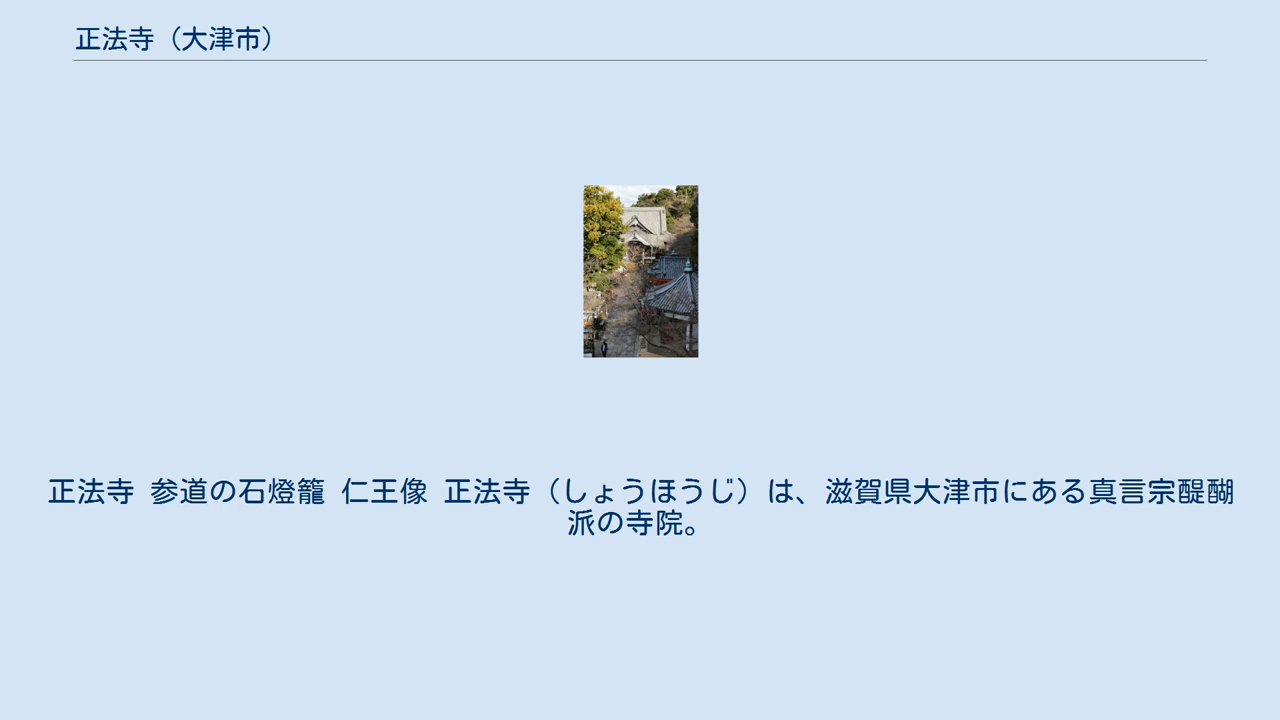 正法寺（大津市）
正法寺 参道の石燈籠 仁王像 正法寺（しょうほうじ）は、滋賀県大津市にある真言宗醍醐
派の寺院。